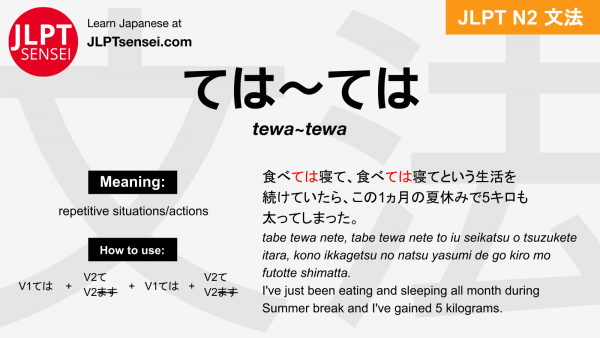 JLPT
SENSEI
Learn Japanese at
JLPTsensei.com
JLPT N2 文法
ては〜ては
tewa~tewa
Meaning:
repetitive situations/actions
How to use:
V1ては + V2て + V1ては + V2て
V2ます V2ます
食べては寝て、食べては寝てという生活を
続けていたら、この1ヵ月の夏休みで5キロも
太ってしまった。
tabe tewa nete, tabe tewa nete to iu seikatsu o tsuzukete
itara, kono ikkagetsu no natsu yasumi de go kiro mo
futotte shimatta.
I've just been eating and sleeping all month during
Summer break and I've gained 5 kilograms.
文法